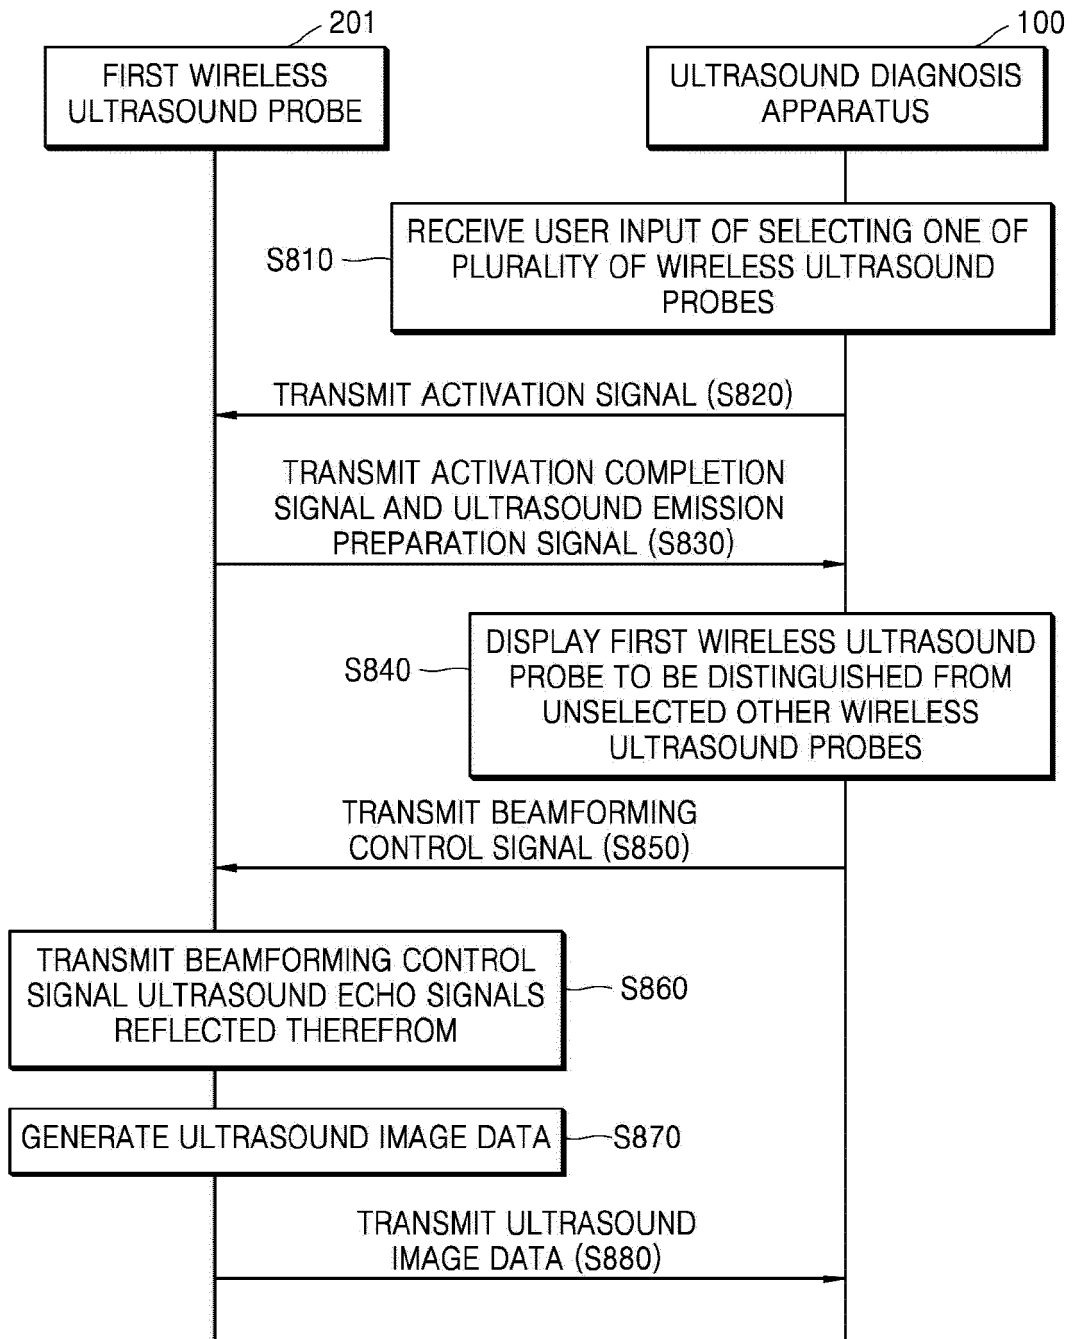 201
100
FIRST WIRELESS
ULTRASOUND PROBE
ULTRASOUND DIAGNOSIS
APPARATUS
S810
RECEIVE USER INPUT OF SELECTING ONE OF
PLURALITY OF WIRELESS ULTRASOUND
PROBES
TRANSMIT ACTIVATION SIGNAL (S820)
TRANSMIT ACTIVATION COMPLETION
SIGNAL AND ULTRASOUND EMISSION
PREPARATION SIGNAL (S830)
S840
DISPLAY FIRST WIRELESS ULTRASOUND
PROBE TO BE DISTINGUISHED FROM
UNSELECTED OTHER WIRELESS
ULTRASOUND PROBES
TRANSMIT BEAMFORMING
CONTROL SIGNAL (S850)
TRANSMIT BEAMFORMING CONTROL
SIGNAL ULTRASOUND ECHO SIGNALS
REFLECTED THEREFROM
S860
GENERATE ULTRASOUND IMAGE DATA
S870
TRANSMIT ULTRASOUND
IMAGE DATA (S880)